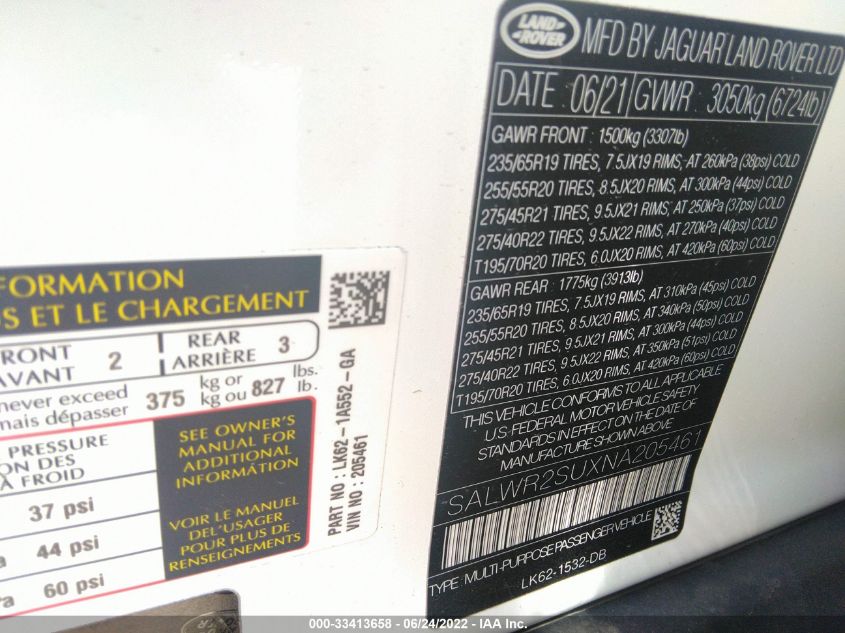 LAND ROVER
MFD BY JAGUAR LAND ROVER LTD
DATE 06/21 GVWR 3050kg (6724lb)
GAWR FRONT : 1500kg (3307lb)
235/65R19 TIRES, 7.5JX19 RIMS, AT 260kPa (38psi) COLD
255/55R20 TIRES, 8.5JX20 RIMS, AT 300kPa (44psi) COLD
275/45R21 TIRES, 9.5JX21 RIMS, AT 250kPa (37psi) COLD
275/40R22 TIRES, 9.5JX22 RIMS, AT 270kPa (40psi) COLD
T195/70R20 TIRES, 6.0JX20 RIMS, AT 420kPa (60psi) COLD
GAWR REAR : 1775kg (3913lb)
235/65R19 TIRES, 7.5JX19 RIMS, AT 310kPa (45psi) COLD
255/55R20 TIRES, 8.5JX20 RIMS, AT 340kPa (50psi) COLD
275/45R21 TIRES, 9.5JX21 RIMS, AT 300kPa (44psi) COLD
275/40R22 TIRES, 9.5JX22 RIMS, AT 350kPa (51psi) COLD
T195/70R20 TIRES, 6.0JX20 RIMS, AT 420kPa (60psi) COLD
THIS VEHICLE CONFORMS TO ALL APPLICABLE
U.S. FEDERAL MOTOR VEHICLE SAFETY
STANDARDS IN EFFECT ON THE DATE OF
MANUFACTURE SHOWN ABOVE
SALWR2SUXNA205461
TYPE : MULTI-PURPOSE PASSENGER VEHICLE
LK62-1532-DB
FORMATION
S ET LE CHARGEMENT
FRONT 2 REAR 3
AVANT ARRIÈRE
never exceed 375 kg or 827 lbs.
mais dépasser kg ou lb.
PRESSURE
ON DES
À FROID
37 psi
44 psi
60 psi
SEE OWNER'S
MANUAL FOR
ADDITIONAL
INFORMATION
VOIR LE MANUEL
DEL'USAGER
POUR PLUS DE
RENSEIGNEMENTS
PART NO : LK62-1A552-GA
VIN NO : 205461
000-33413658 - 06/24/2022 - IAA Inc.